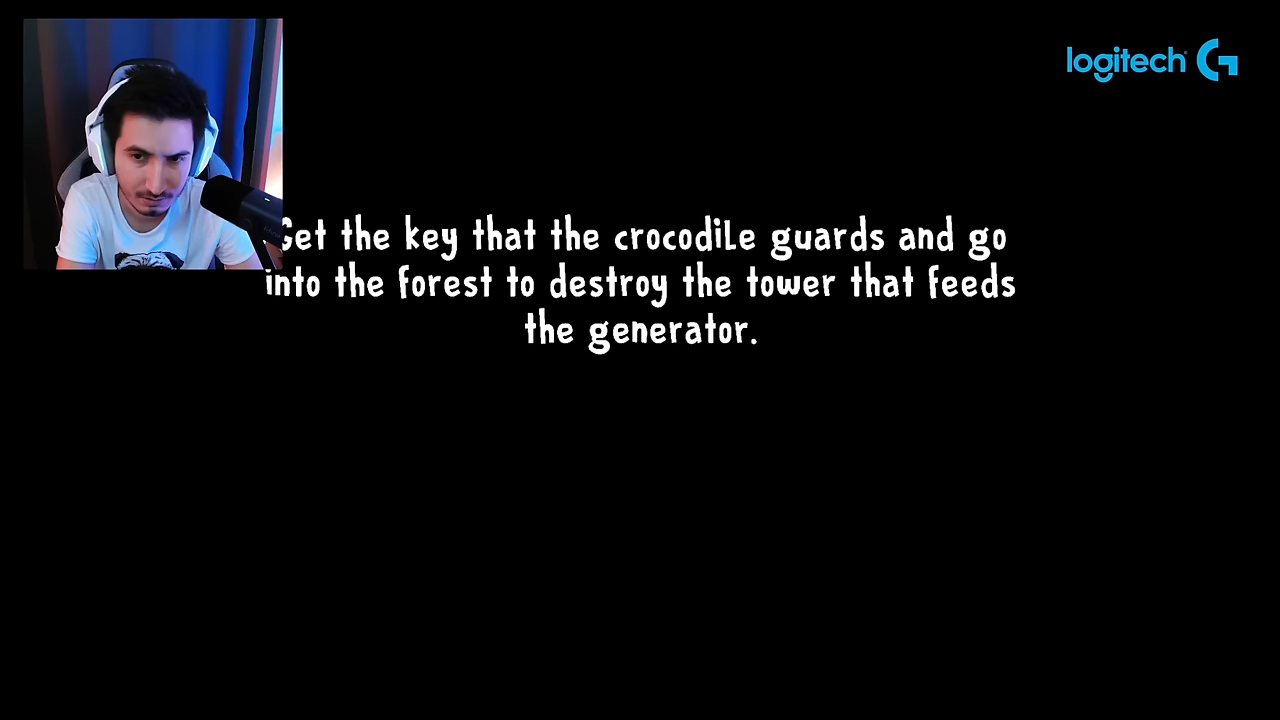 logitech G
Get the key that the crocodile guards and go
into the forest to destroy the tower that feeds
the generator.